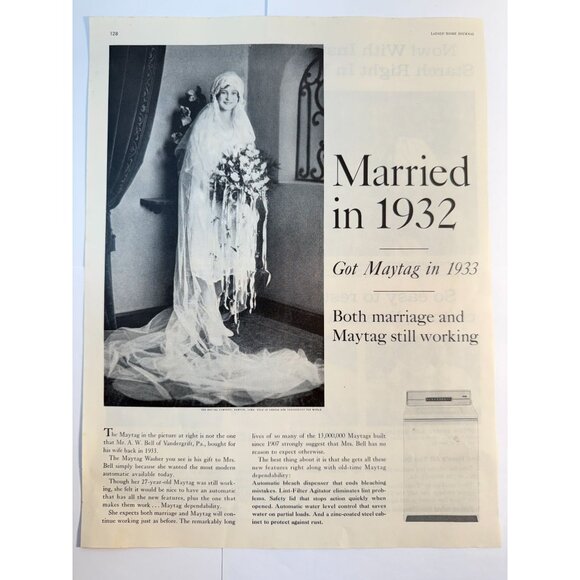 128
LADIES' HOME JOURNAL
Married
in 1932
Got Maytag in 1933
Both marriage and
Maytag still working
The Maytag in the picture at right is not the one
that Mr. A. W. Bell of Vandergrift, Pa., bought for
his wife back in 1933.
The Maytag Washer you see is his gift to Mrs.
Bell simply because she wanted the most modern
automatic available today.
Though her 27-year-old Maytag was still work-
ing, she felt it would be nice to have an automatic
that has all the new features, plus the one that
makes them work . . . Maytag dependability.
She expects both marriage and Maytag will con-
tinue working just as before. The remarkably long
lives of so many of the 13,000,000 Maytags built
since 1907 strongly suggest that Mrs. Bell has no
reason to expect otherwise.
The best thing about it is that she gets all these
new features right along with old-time Maytag
dependability:
Automatic bleach dispenser that ends bleaching
mistakes. Lint-Filter Agitator eliminates lint prob-
lems. Safety lid that stops action quickly when
opened. Automatic water level control that saves
water on partial loads. And a zinc-coated steel cab-
inet to protect against rust.